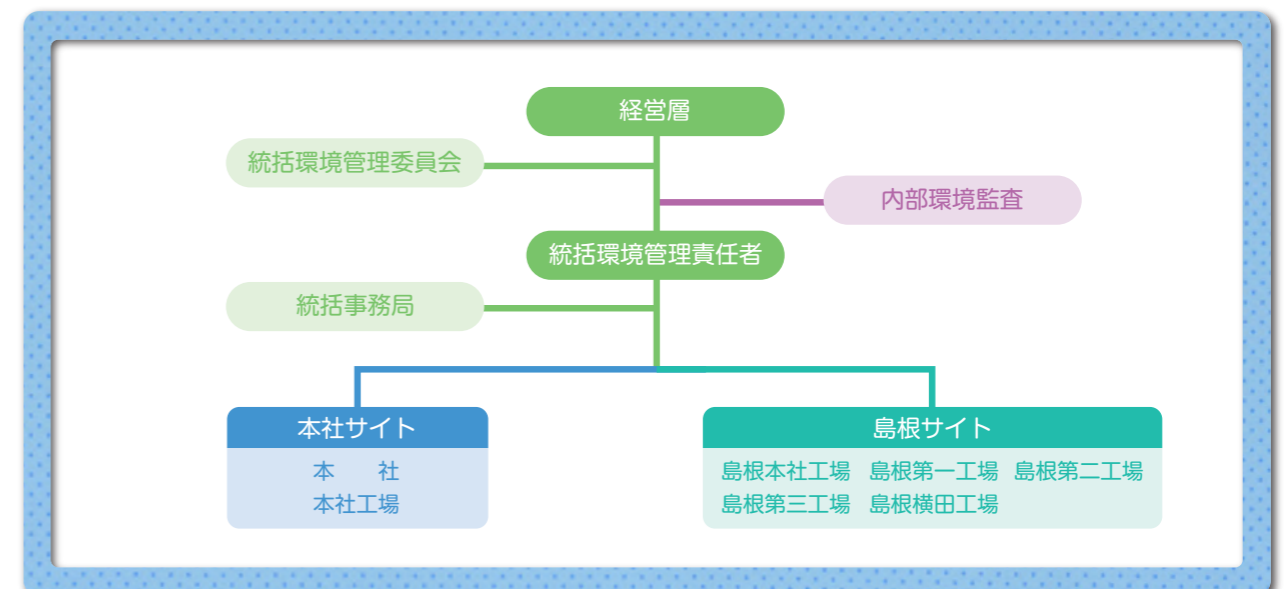 経営層
統括環境管理委員会
内部環境監査
統括環境管理責任者
統括事務局
本社サイト
本　　社
本社工場
島根サイト
島根本社工場 島根第一工場 島根第二工場
島根第三工場 島根横田工場